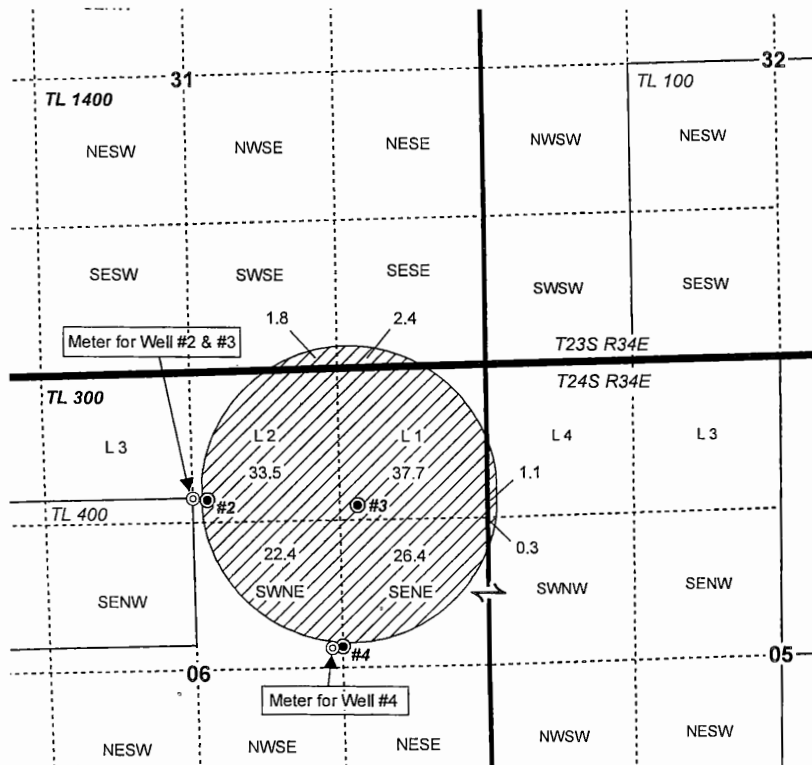 31
32
TL 1400
TL 100
NESW
NWSE
NESE
NWSW
NESW
SESW
SWSE
SESE
SWSW
SESW
1.8
2.4
Meter for Well #2 & #3
T23S R34E
T24S R34E
TL 300
L 3
L 2
L 1
L 4
L 3
33.5
37.7
1.1
#2
#3
TL 400
0.3
22.4
26.4
SENW
SWNE
SENE
SWNW
SENW
#4
06
05
Meter for Well #4
NESW
NWSE
NESE
NWSW
NESW